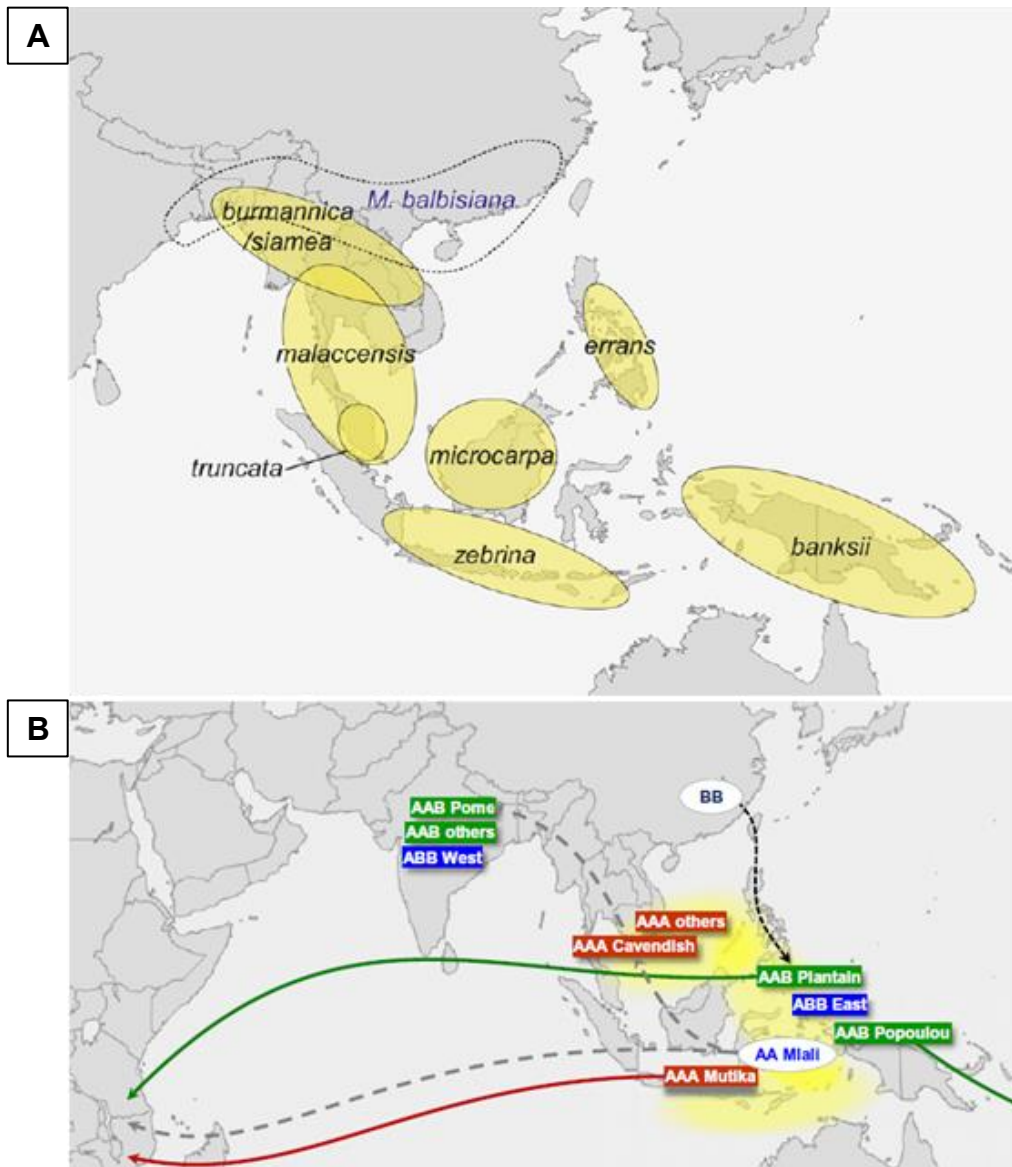 A
M. balbisiana
burmannica
/siamea
malaccensis
errans
truncata
microcarpa
zebrina
banksii
B
BB
AAB Pome
AAB others
ABB West
AAA others
AAA Cavendish
AAB Plantain
ABB East
AAB Popoulou
AA Mlali
AAA Mutika